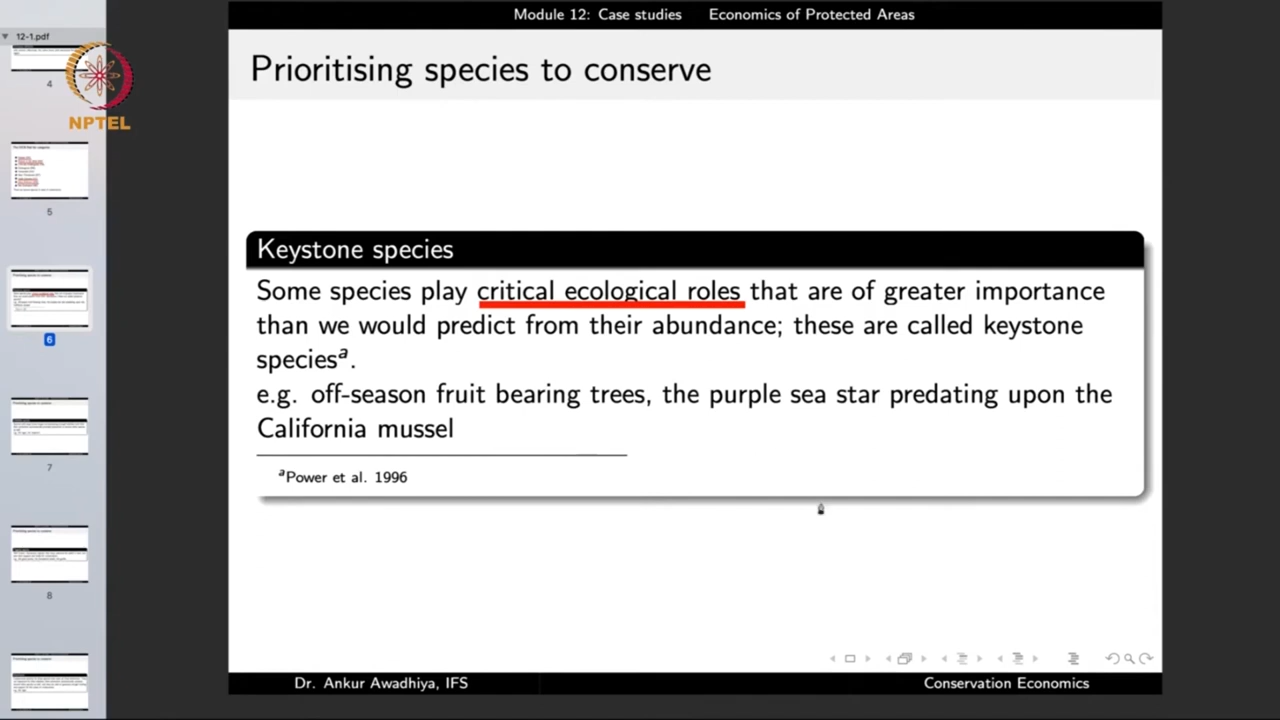 Module 12: Case studies Economics of Protected Areas
12-1.pdf
Prioritising species to conserve
4
NPTEL
5
Keystone species
Some species play critical ecological roles that are of greater importance
than we would predict from their abundance; these are called keystone
speciesᵃ.
6
e.g. off-season fruit bearing trees, the purple sea star predating upon the
California mussel
ᵃPower et al. 1996
7
8
Dr. Ankur Awadhiya, IFS Conservation Economics